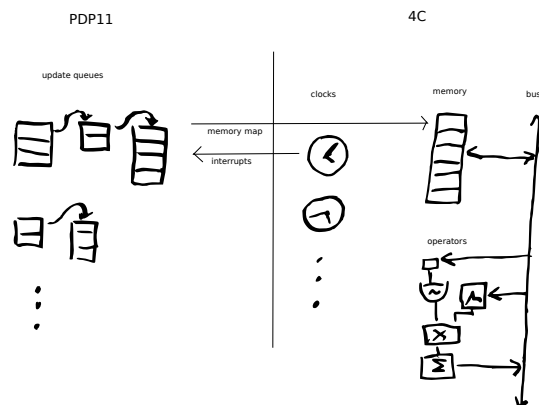 PDP11
4C
update queues
clocks
memory
bus
memory map
interrupts
operators
~
X
Σ